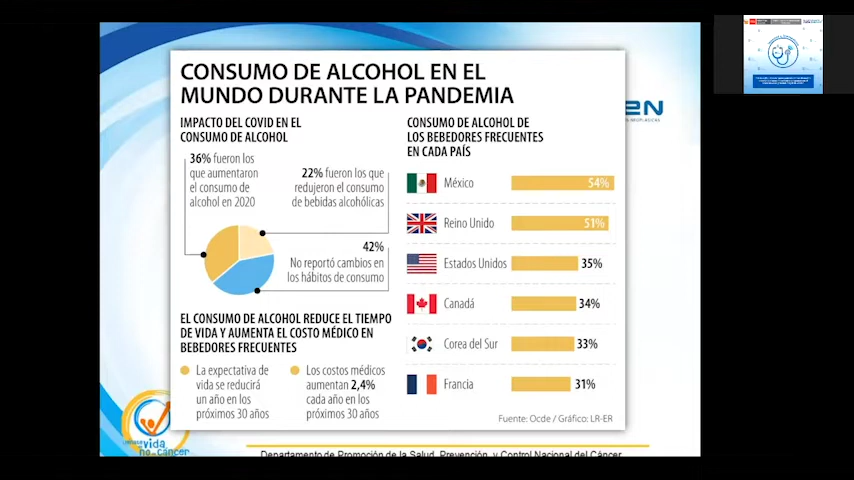 CONSUMO DE ALCOHOL EN EL
MUNDO DURANTE LA PANDEMIA
IMPACTO DEL COVID EN EL
CONSUMO DE ALCOHOL
36% fueron los
que aumentaron
el consumo de
alcohol en 2020
22% fueron los que
redujeron el consumo
de bebidas alcohólicas
42%
No reportó cambios en
los hábitos de consumo
EL CONSUMO DE ALCOHOL REDUCE EL TIEMPO
DE VIDA Y AUMENTA EL COSTO MÉDICO EN
BEBEDORES FRECUENTES
La expectativa de
vida se reducirá
un año en los
próximos 30 años
Los costos médicos
aumentan 2,4%
cada año en los
próximos 30 años
CONSUMO DE ALCOHOL DE
LOS BEBEDORES FRECUENTES
EN CADA PAÍS
México 54%
Reino Unido 51%
Estados Unidos 35%
Canadá 34%
Corea del Sur 33%
Francia 31%
Fuente: Ocde / Gráfico: LR-ER
vida
no el cáncer
Departamento de Promoción de la Salud, Prevención, y Control Nacional del Cáncer